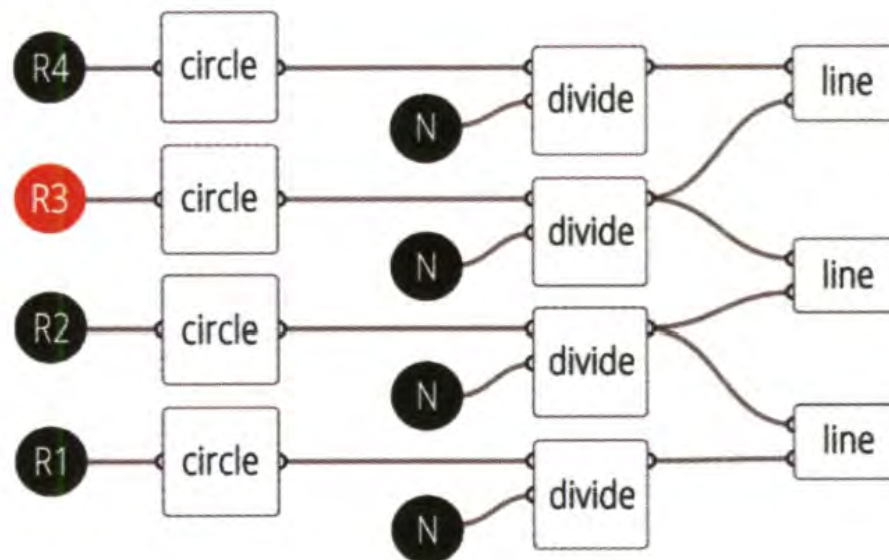 R4 circle divide line
N
R3 circle divide
N
line
R2 circle divide
N
line
R1 circle divide
N